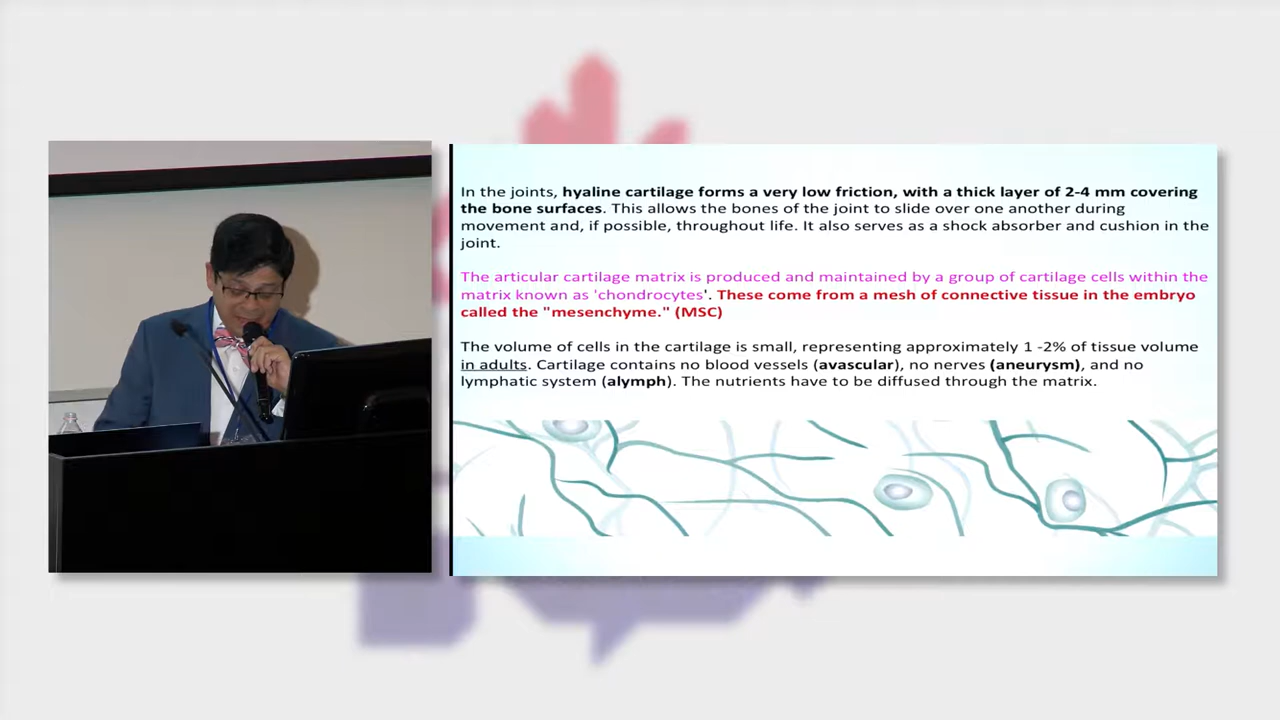 In the joints, hyaline cartilage forms a very low friction, with a thick layer of 2-4 mm covering
the bone surfaces. This allows the bones of the joint to slide over one another during
movement and, if possible, throughout life. It also serves as a shock absorber and cushion in the
joint.
The articular cartilage matrix is produced and maintained by a group of cartilage cells within the
matrix known as 'chondrocytes'. These come from a mesh of connective tissue in the embryo
called the "mesenchyme." (MSC)
The volume of cells in the cartilage is small, representing approximately 1 -2% of tissue volume
in adults. Cartilage contains no blood vessels (avascular), no nerves (aneurysm), and no
lymphatic system (alymph). The nutrients have to be diffused through the matrix.